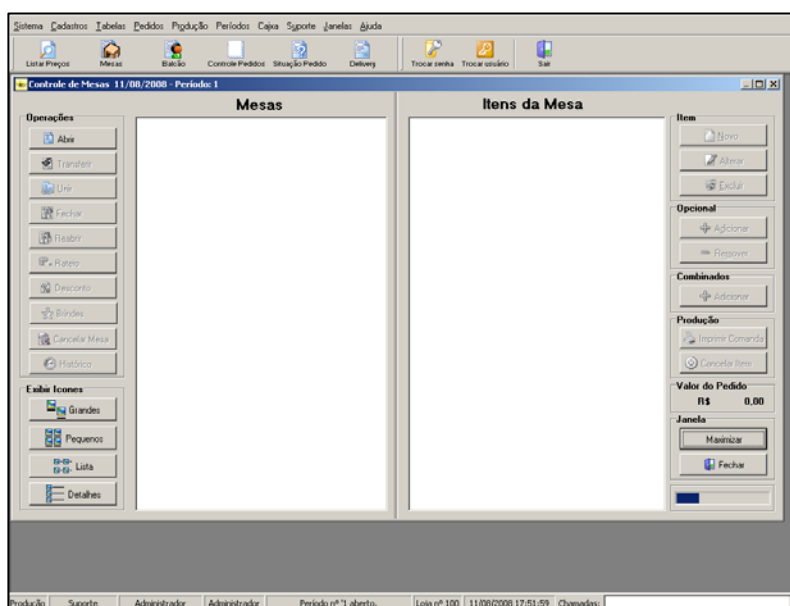 Sistema Cadastros Tabelas Pedidos Produção Períodos Caixa Suporte Janelas Ajuda
Listar Preços Mesas Balcão Controle Pedidos Situação Pedido Delivery Trocar senha Trocar usuário Sair
Controle de Mesas 11/08/2008 - Período: 1
Mesas
Itens da Mesa
Operações
Abrir
Transferir
Unir
Fechar
Reabrir
Rateio
Desconto
Brindes
Cancelar Mesa
Histórico
Exibir Icones
Grandes
Pequenos
Lista
Detalhes
Item
Novo
Alterar
Excluir
Opcional
Adicionar
Remover
Combinados
Adicionar
Produção
Imprimir Comanda
Cancelar Item
Valor do Pedido
R$ 0,00
Janela
Maximizar
Fechar
Produção Suporte Administrador Administrador Período nº '1 aberto. Loja nº 100 11/08/2008 17:51:59 Chamadas: